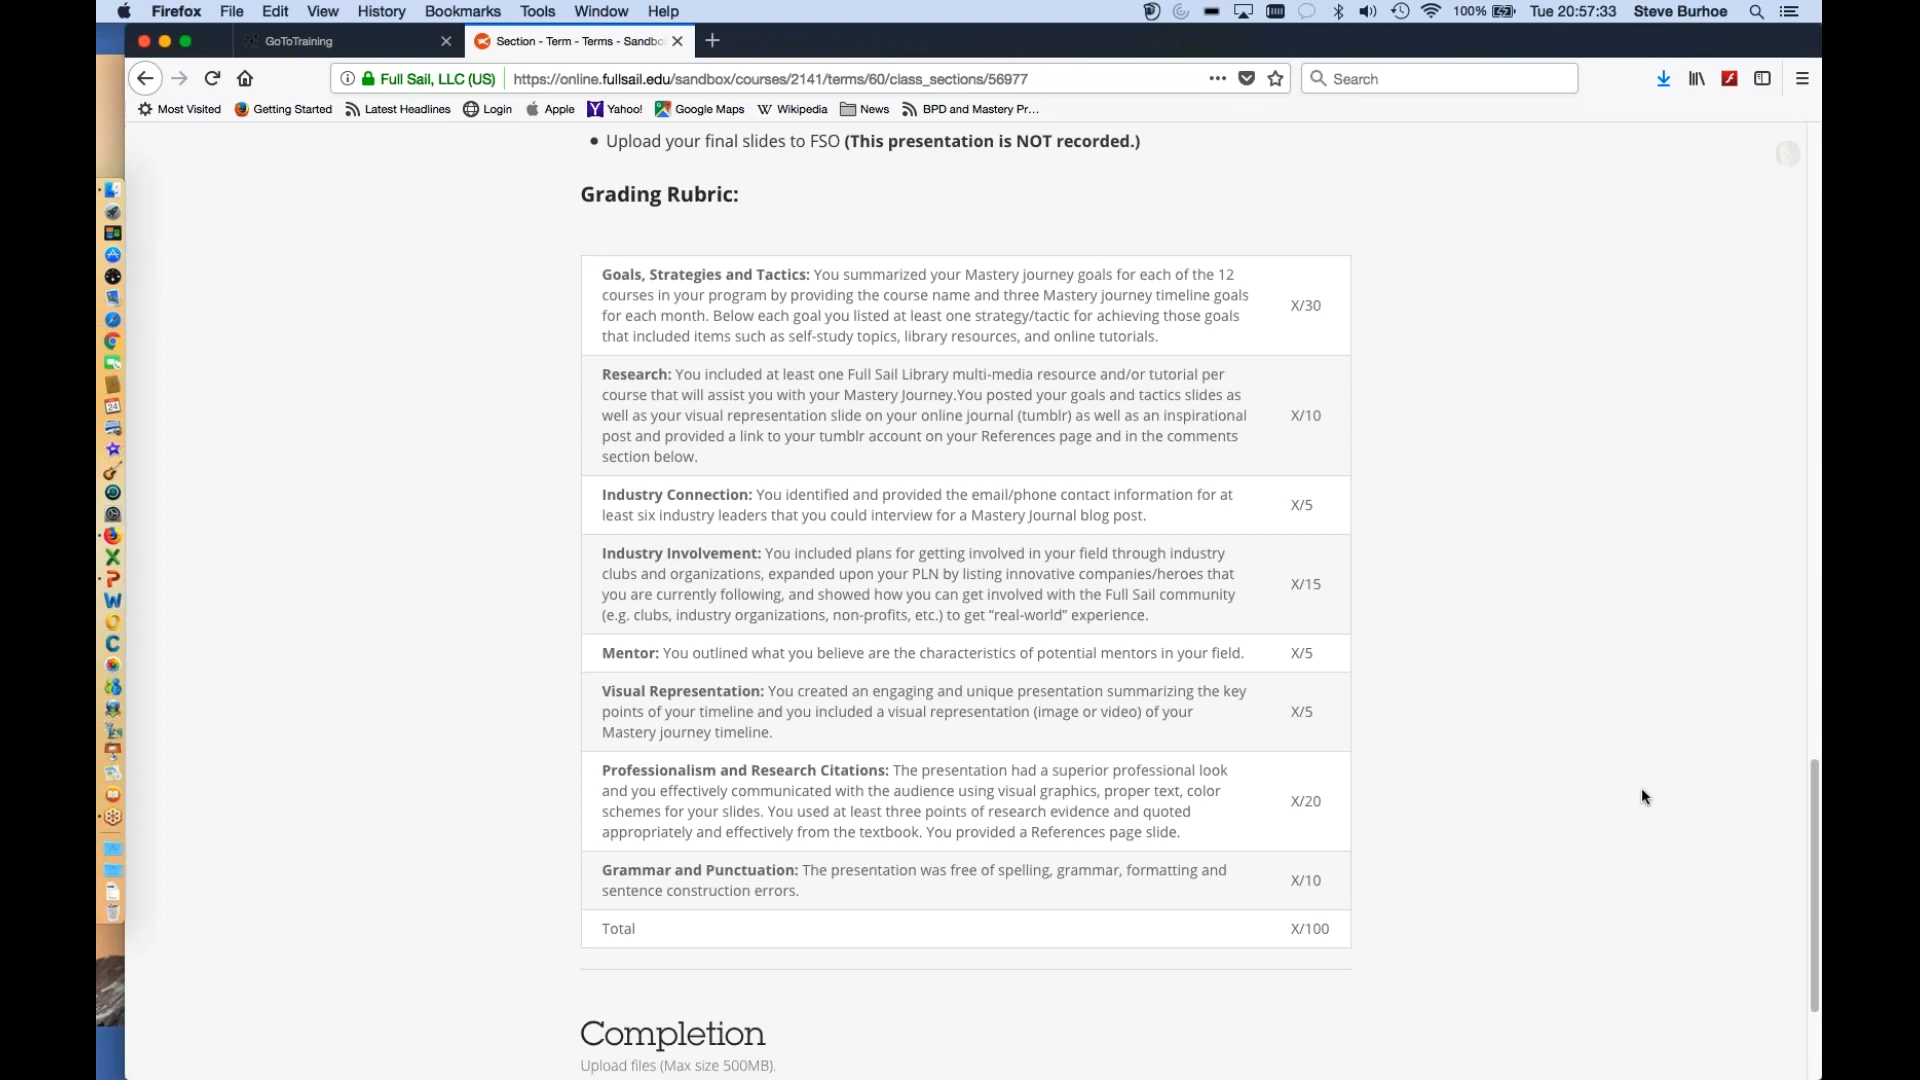 Firefox File Edit View History Bookmarks Tools Window Help 100% Tue 20:57:33 Steve Burhoe
GoToTraining Section - Term - Terms - Sandbo
Full Sail, LLC (US) https://online.fullsail.edu/sandbox/courses/2141/terms/60/class_sections/56977 Search
Most Visited Getting Started Latest Headlines Login Apple Yahoo! Google Maps Wikipedia News BPD and Mastery Pr...
• Upload your final slides to FSO (This presentation is NOT recorded.)
Grading Rubric:
Goals, Strategies and Tactics: You summarized your Mastery journey goals for each of the 12
courses in your program by providing the course name and three Mastery journey timeline goals
for each month. Below each goal you listed at least one strategy/tactic for achieving those goals
that included items such as self-study topics, library resources, and online tutorials.
X/30
Research: You included at least one Full Sail Library multi-media resource and/or tutorial per
course that will assist you with your Mastery Journey.You posted your goals and tactics slides as
well as your visual representation slide on your online journal (tumblr) as well as an inspirational
post and provided a link to your tumblr account on your References page and in the comments
section below.
X/10
Industry Connection: You identified and provided the email/phone contact information for at
least six industry leaders that you could interview for a Mastery Journal blog post.
X/5
Industry Involvement: You included plans for getting involved in your field through industry
clubs and organizations, expanded upon your PLN by listing innovative companies/heroes that
you are currently following, and showed how you can get involved with the Full Sail community
(e.g. clubs, industry organizations, non-profits, etc.) to get “real-world” experience.
X/15
Mentor: You outlined what you believe are the characteristics of potential mentors in your field.
X/5
Visual Representation: You created an engaging and unique presentation summarizing the key
points of your timeline and you included a visual representation (image or video) of your
Mastery journey timeline.
X/5
Professionalism and Research Citations: The presentation had a superior professional look
and you effectively communicated with the audience using visual graphics, proper text, color
schemes for your slides. You used at least three points of research evidence and quoted
appropriately and effectively from the textbook. You provided a References page slide.
X/20
Grammar and Punctuation: The presentation was free of spelling, grammar, formatting and
sentence construction errors.
X/10
Total X/100
Completion
Upload files (Max size 500MB).